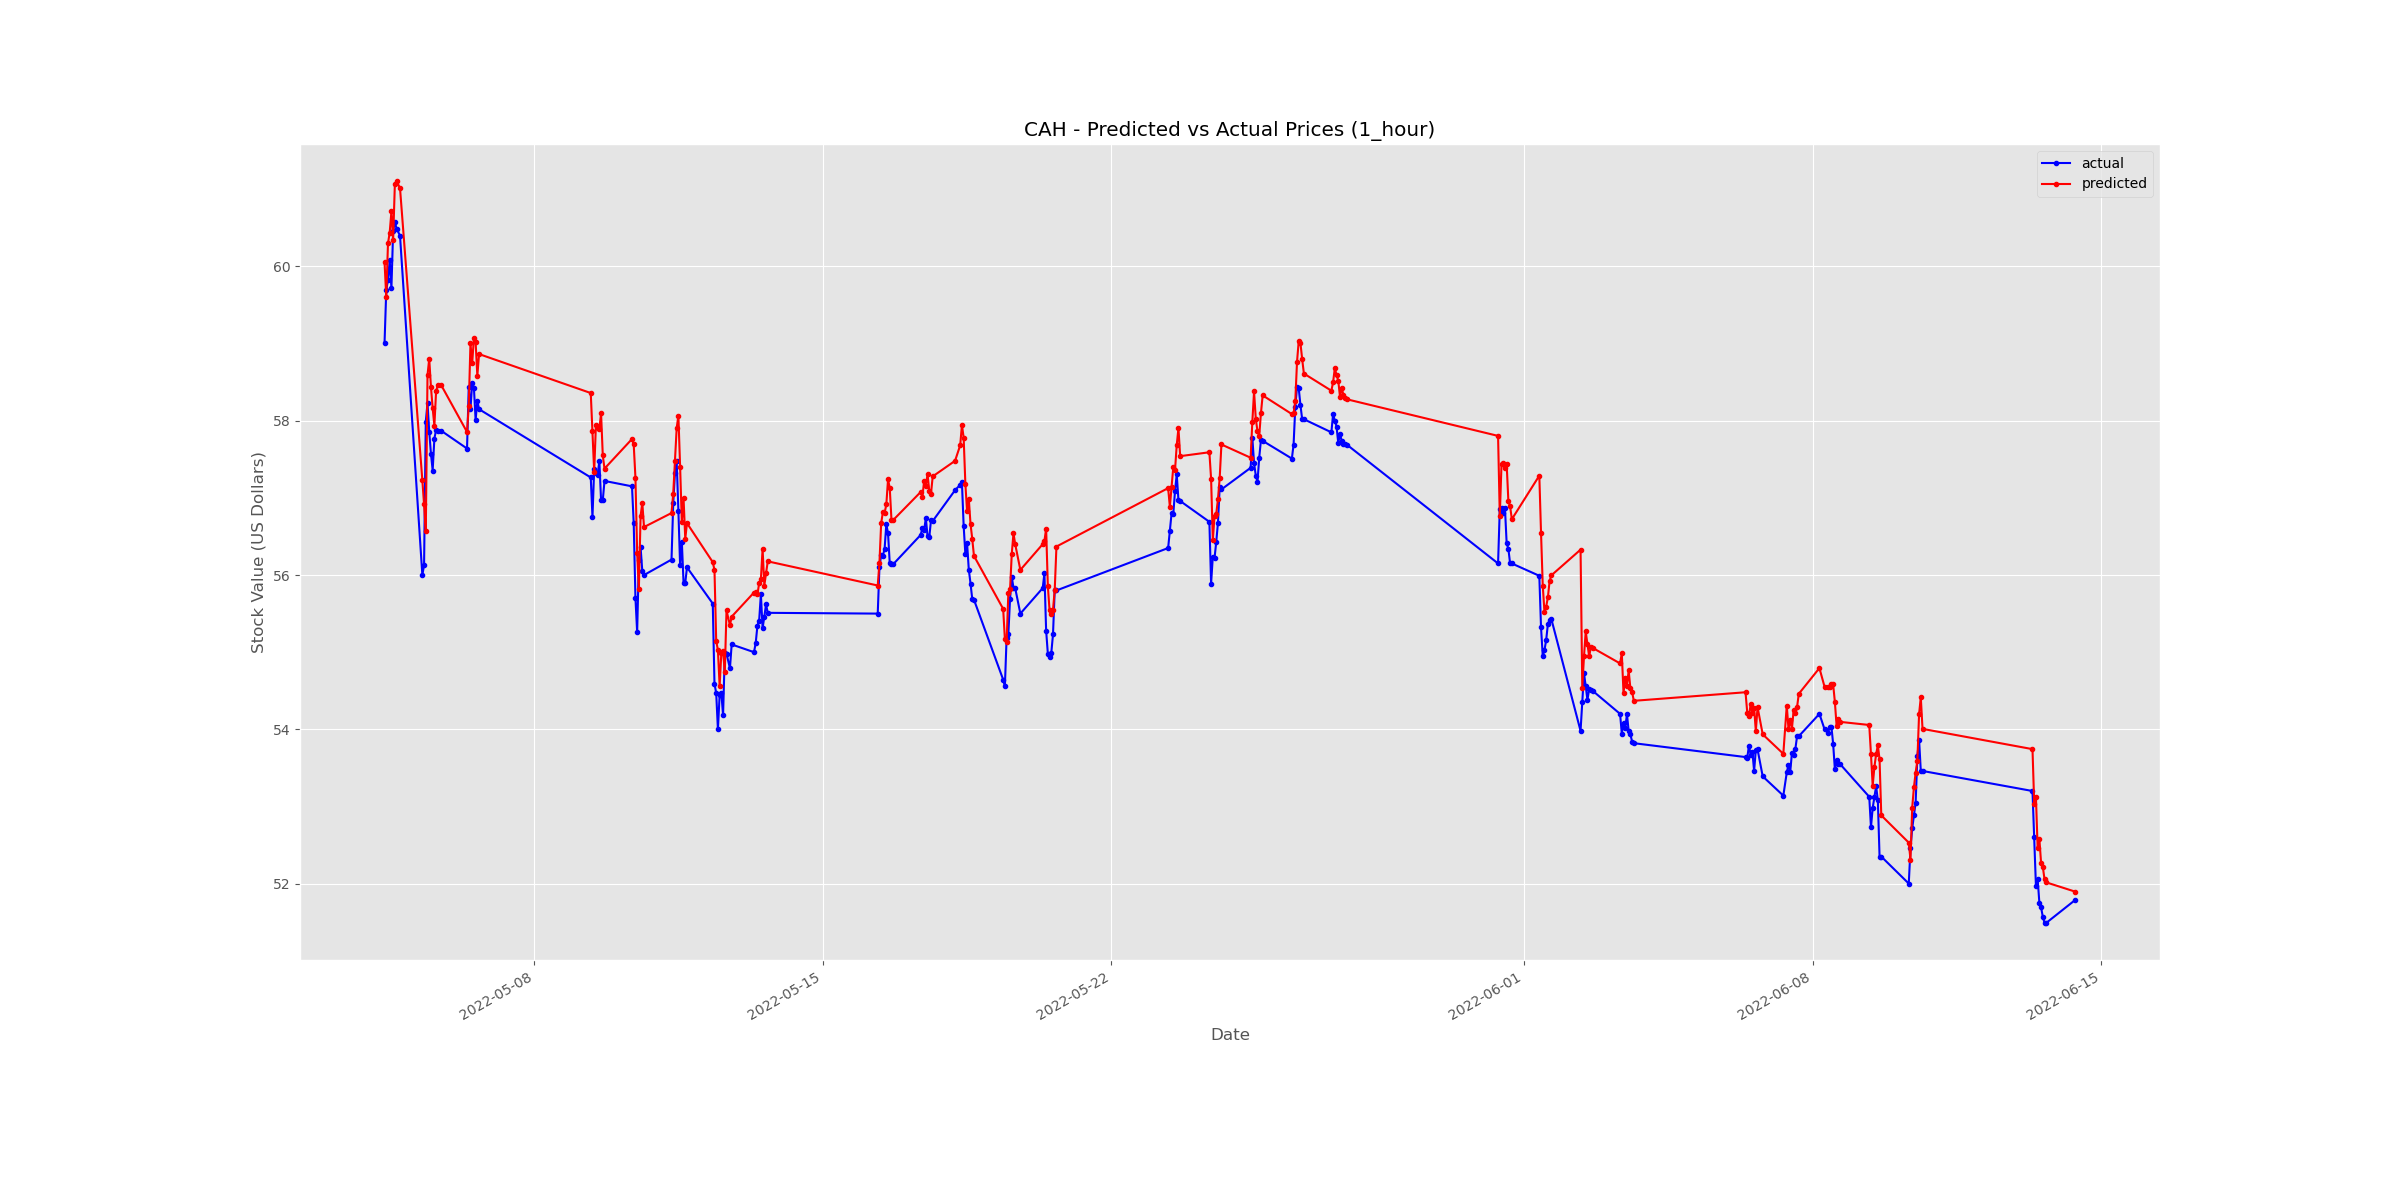 CAH - Predicted vs Actual Prices (1_hour)
actual
predicted
Stock Value (US Dollars)
60
58
56
54
52
2022-05-08
2022-05-15
2022-05-22
2022-06-01
2022-06-08
2022-06-15
Date